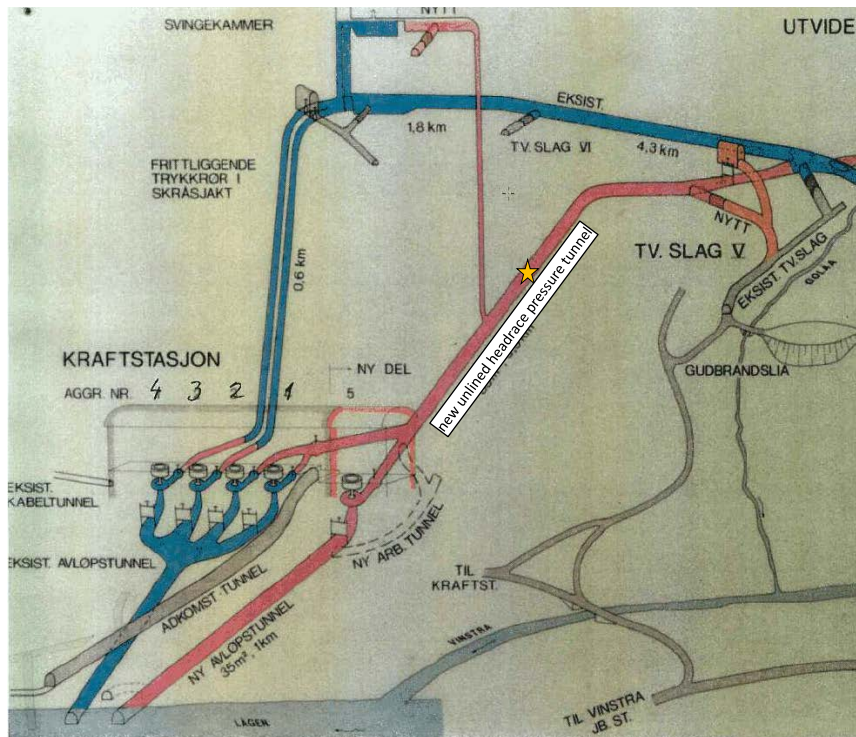 SVINGEKAMMER
NYTT
UTVIDE
EKSIST.
1,8 km
TV. SLAG VI
4,3 km
FRITTLIGGENDE
TRYKKRØR I
SKRÅSJAKT
NYTT
TV. SLAG V
EKSIST. TV. SLAG
GOLAA
0,6 km
new unlined headrace pressure tunnel
KRAFTSTASJON
NY DEL
GUDBRANDSLIA
AGGR. NR. 4 3 2 1 5
EKSIST.
KABELTUNNEL
NY ARB. TUNNEL
EKSIST. AVLØPSTUNNEL
ADKOMST TUNNEL
TIL
KRAFTST.
NY AVLØPSTUNNEL
35m², 1km
VINSTRA
TIL VINSTRA
JB. ST.
LÅGEN